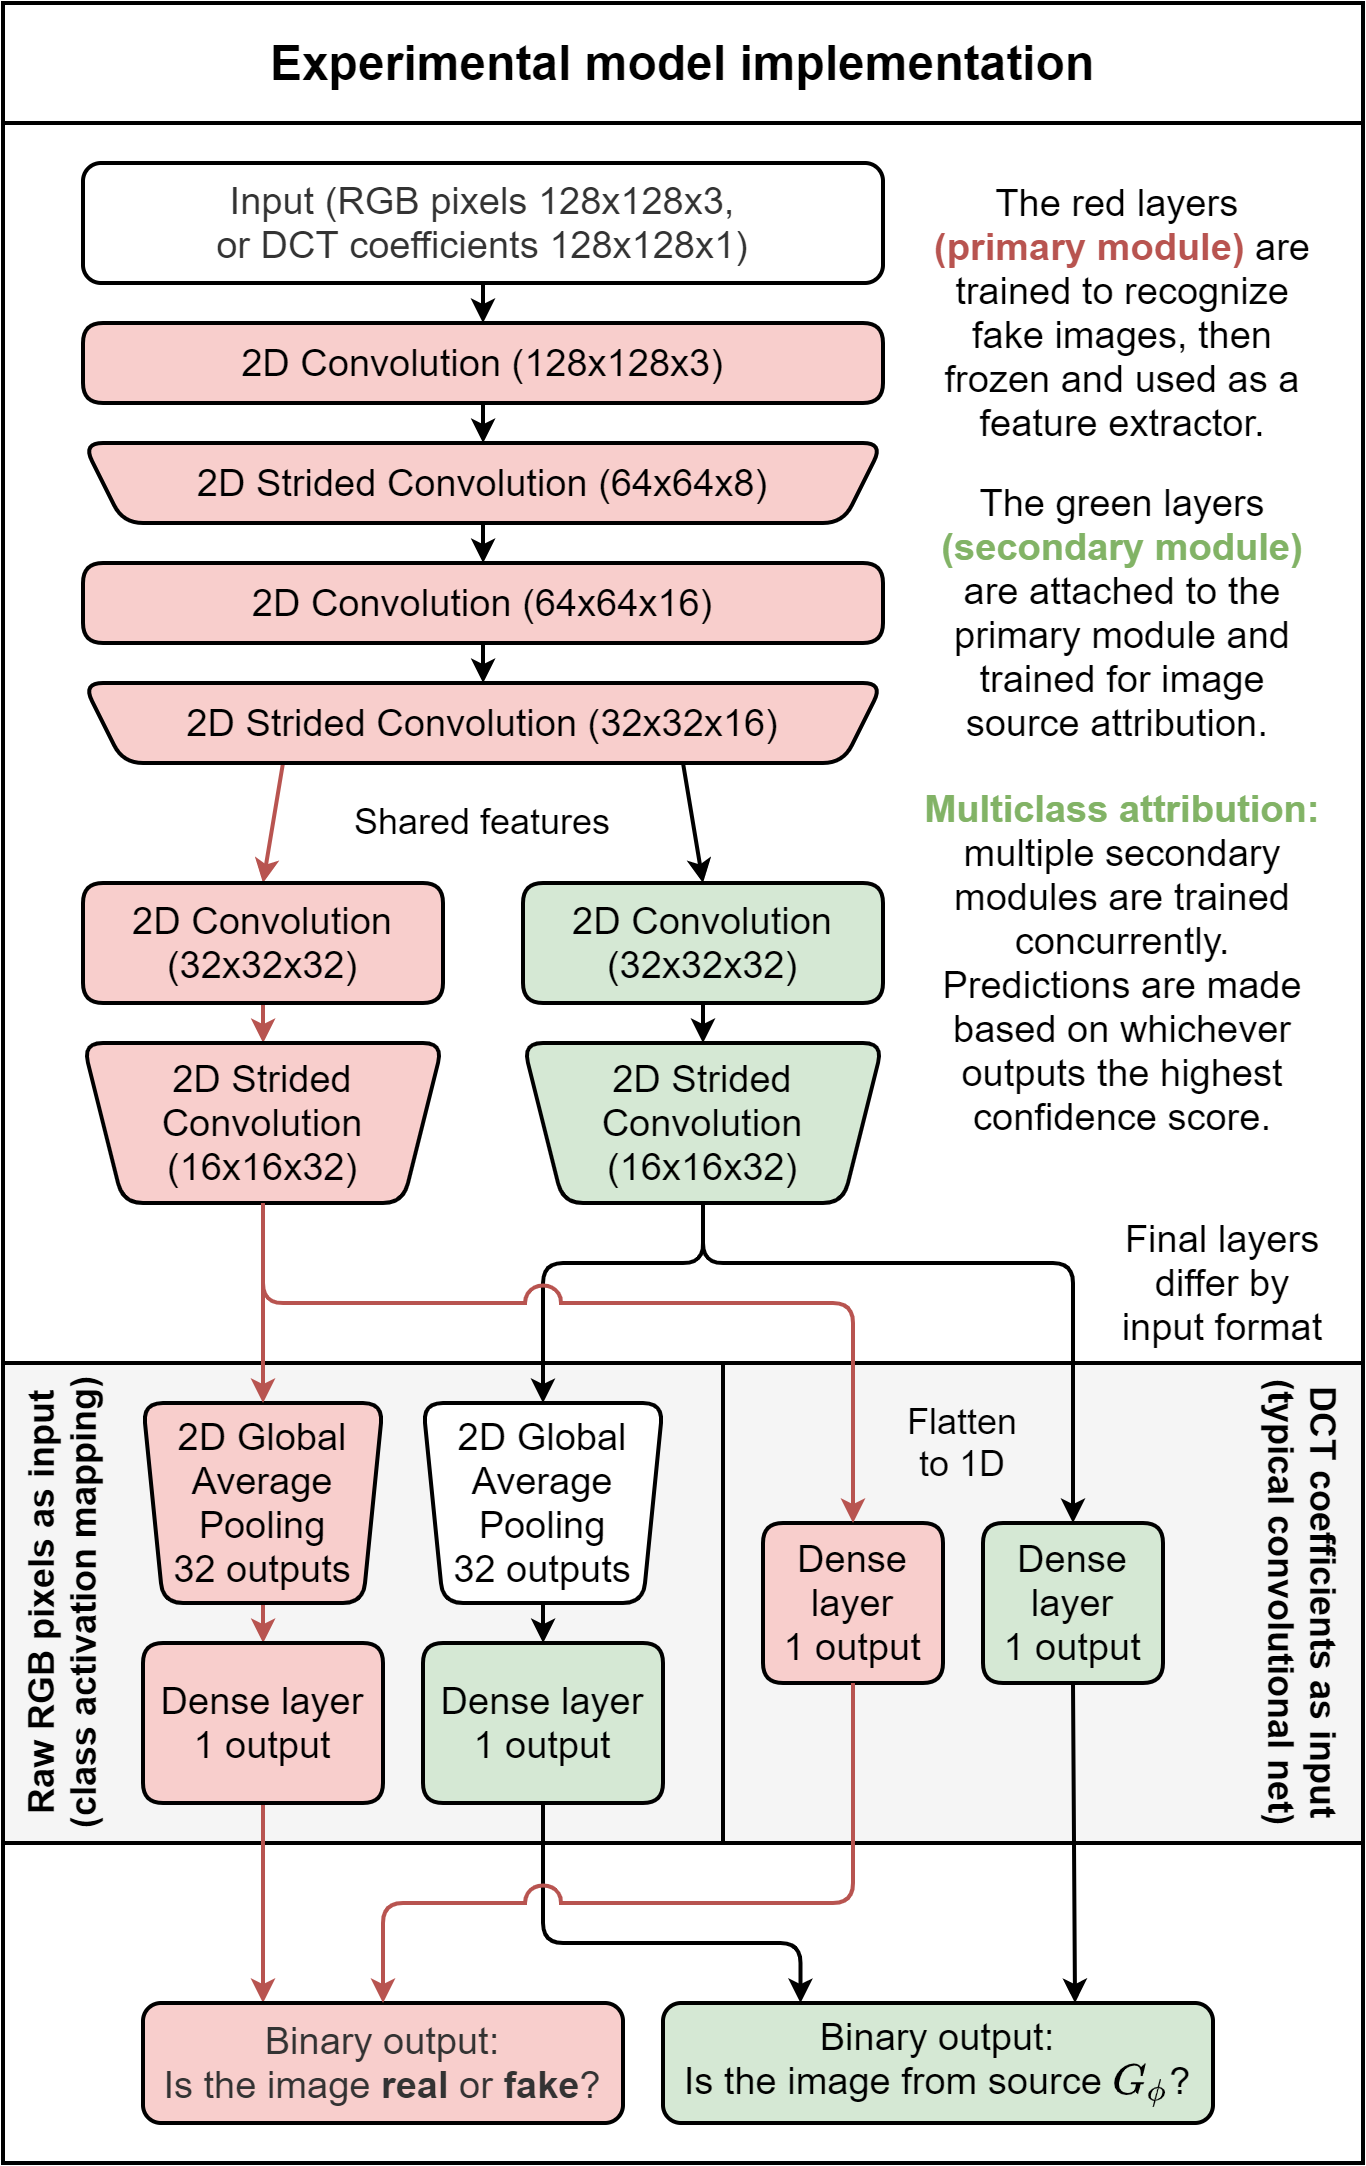 Experimental model implementation
Input (RGB pixels 128x128x3,
or DCT coefficients 128x128x1)
2D Convolution (128x128x3)
2D Strided Convolution (64x64x8)
2D Convolution (64x64x16)
2D Strided Convolution (32x32x16)
The red layers
(primary module) are
trained to recognize
fake images, then
frozen and used as a
feature extractor.
The green layers
(secondary module)
are attached to the
primary module and
trained for image
source attribution.
Multiclass attribution:
multiple secondary
modules are trained
concurrently.
Predictions are made
based on whichever
outputs the highest
confidence score.
Shared features
2D Convolution
(32x32x32)
2D Convolution
(32x32x32)
2D Strided
Convolution
(16x16x32)
2D Strided
Convolution
(16x16x32)
Final layers
differ by
input format
Raw RGB pixels as input
(class activation mapping)
2D Global
Average
Pooling
32 outputs
2D Global
Average
Pooling
32 outputs
Dense layer
1 output
Dense layer
1 output
Flatten
to 1D
Dense
layer
1 output
Dense
layer
1 output
DCT coefficients as input
(typical convolutional net)
Binary output:
Is the image real or fake?
Binary output:
Is the image from source G_ϕ?